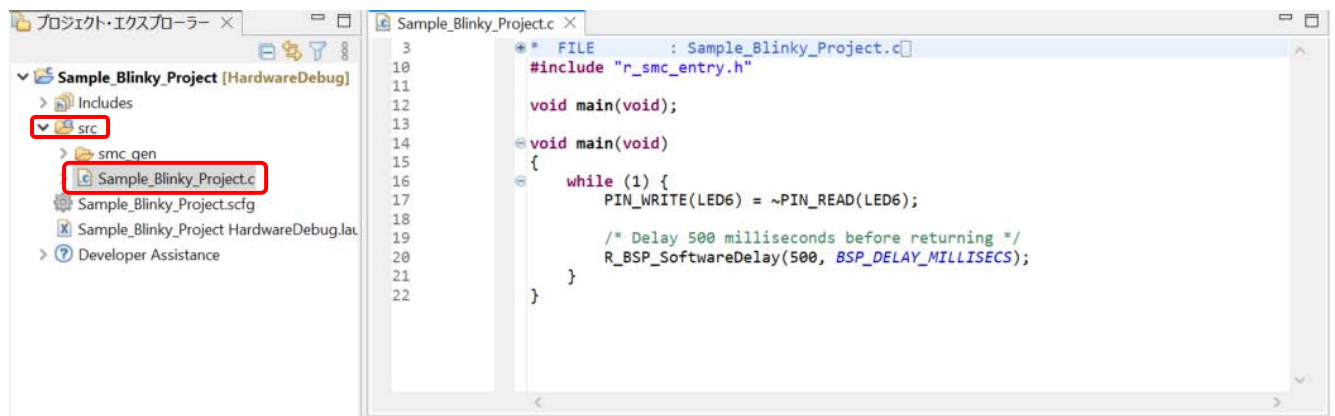 プロジェクト・エクスプローラー
Sample_Blinky_Project [HardwareDebug]
Includes
src
smc_gen
Sample_Blinky_Project.c
Sample_Blinky_Project.scfg
Sample_Blinky_Project HardwareDebug.lau
Developer Assistance
Sample_Blinky_Project.c
3 * FILE : Sample_Blinky_Project.c
10 #include "r_smc_entry.h"
11
12 void main(void);
13
14 void main(void)
15 {
16 while (1) {
17 PIN_WRITE(LED6) = ~PIN_READ(LED6);
18
19 /* Delay 500 milliseconds before returning */
20 R_BSP_SoftwareDelay(500, BSP_DELAY_MILLISECS);
21 }
22 }